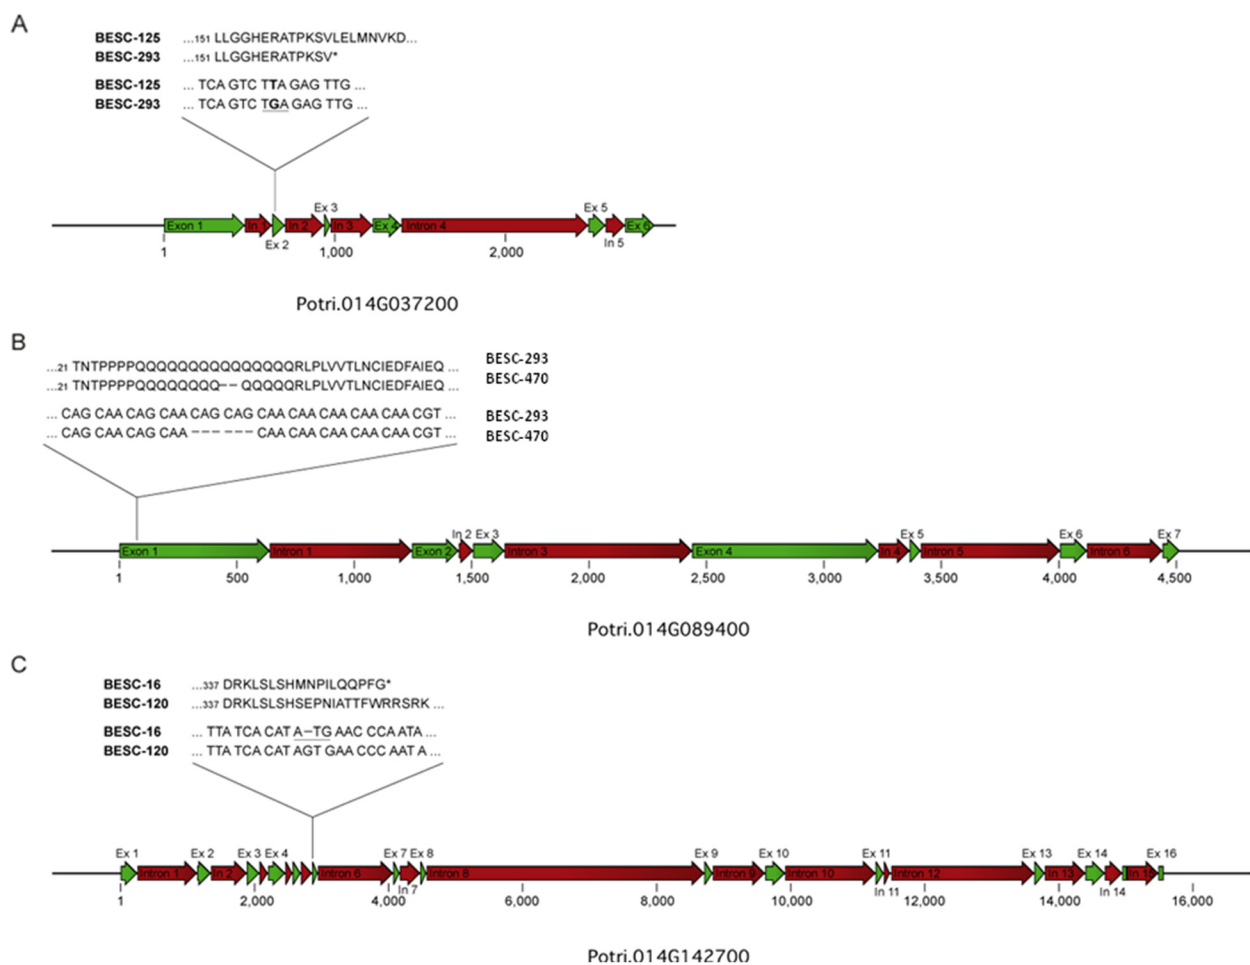 A
BESC-125 ...151 LLGGHERATPKSVLELMNVKD...
BESC-293 ...151 LLGGHERATPKSV*
BESC-125 ... TCA GTC TTA GAG TTG ...
BESC-293 ... TCA GTC TGA GAG TTG ...
Ex 3 Ex 5
Exon 1 In 1 In 2 In 3 Ex 4 Intron 4 Ex 6
Ex 2 In 5
1 1,000 2,000
Potri.014G037200
B
...21 TNTPPPPQQQQQQQQQQQQQQQRLPLVVTLNCIEDFAIEQ ... BESC-293
...21 TNTPPPPQQQQQQQQ--QQQQQRLPLVVTLNCIEDFAIEQ ... BESC-470
... CAG CAA CAG CAA CAG CAG CAA CAA CAA CAA CAA CGT ... BESC-293
... CAG CAA CAG CAA ------ CAA CAA CAA CAA CAA CGT ... BESC-470
In 2 Ex 3 Ex 5 Ex 6 Ex 7
Exon 1 Intron 1 Exon 2 Intron 3 Exon 4 In 4 Intron 5 Intron 6
1 500 1,000 1,500 2,000 2,500 3,000 3,500 4,000 4,500
Potri.014G089400
C
BESC-16 ...337 DRKLSLSHMNPILQQPFG*
BESC-120 ...337 DRKLSLSHSEPNIATTFWRRSRK ...
BESC-16 ... TTA TCA CAT A-TG AAC CCA ATA ...
BESC-120 ... TTA TCA CAT AGT GAA CCC AAT A ...
Ex 1 Ex 2 Ex 3 Ex 4 Ex 7 Ex 8 Ex 9 Ex 10 Ex 11 Ex 13 Ex 14 Ex 16
Intron 1 In 2 Intron 6 Intron 8 Intron 9 Intron 10 Intron 12 In 13 In 15
In 7 In 11 In 14
1 2,000 4,000 6,000 8,000 10,000 12,000 14,000 16,000
Potri.014G142700